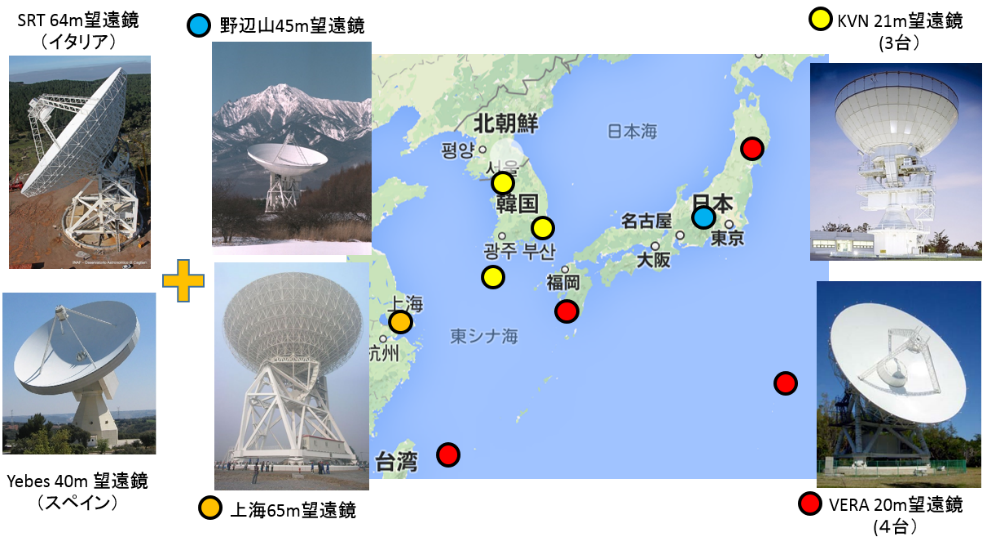 SRT 64m望遠鏡
（イタリア）
野辺山45m望遠鏡
KVN 21m望遠鏡
(3台）
北朝鮮
평양
서울
韓国
광주 부산
日本海
日本
名古屋
東京
大阪
福岡
上海
杭州
東シナ海
台湾
Yebes 40m 望遠鏡
（スペイン）
上海65m望遠鏡
VERA 20m望遠鏡
(４台）